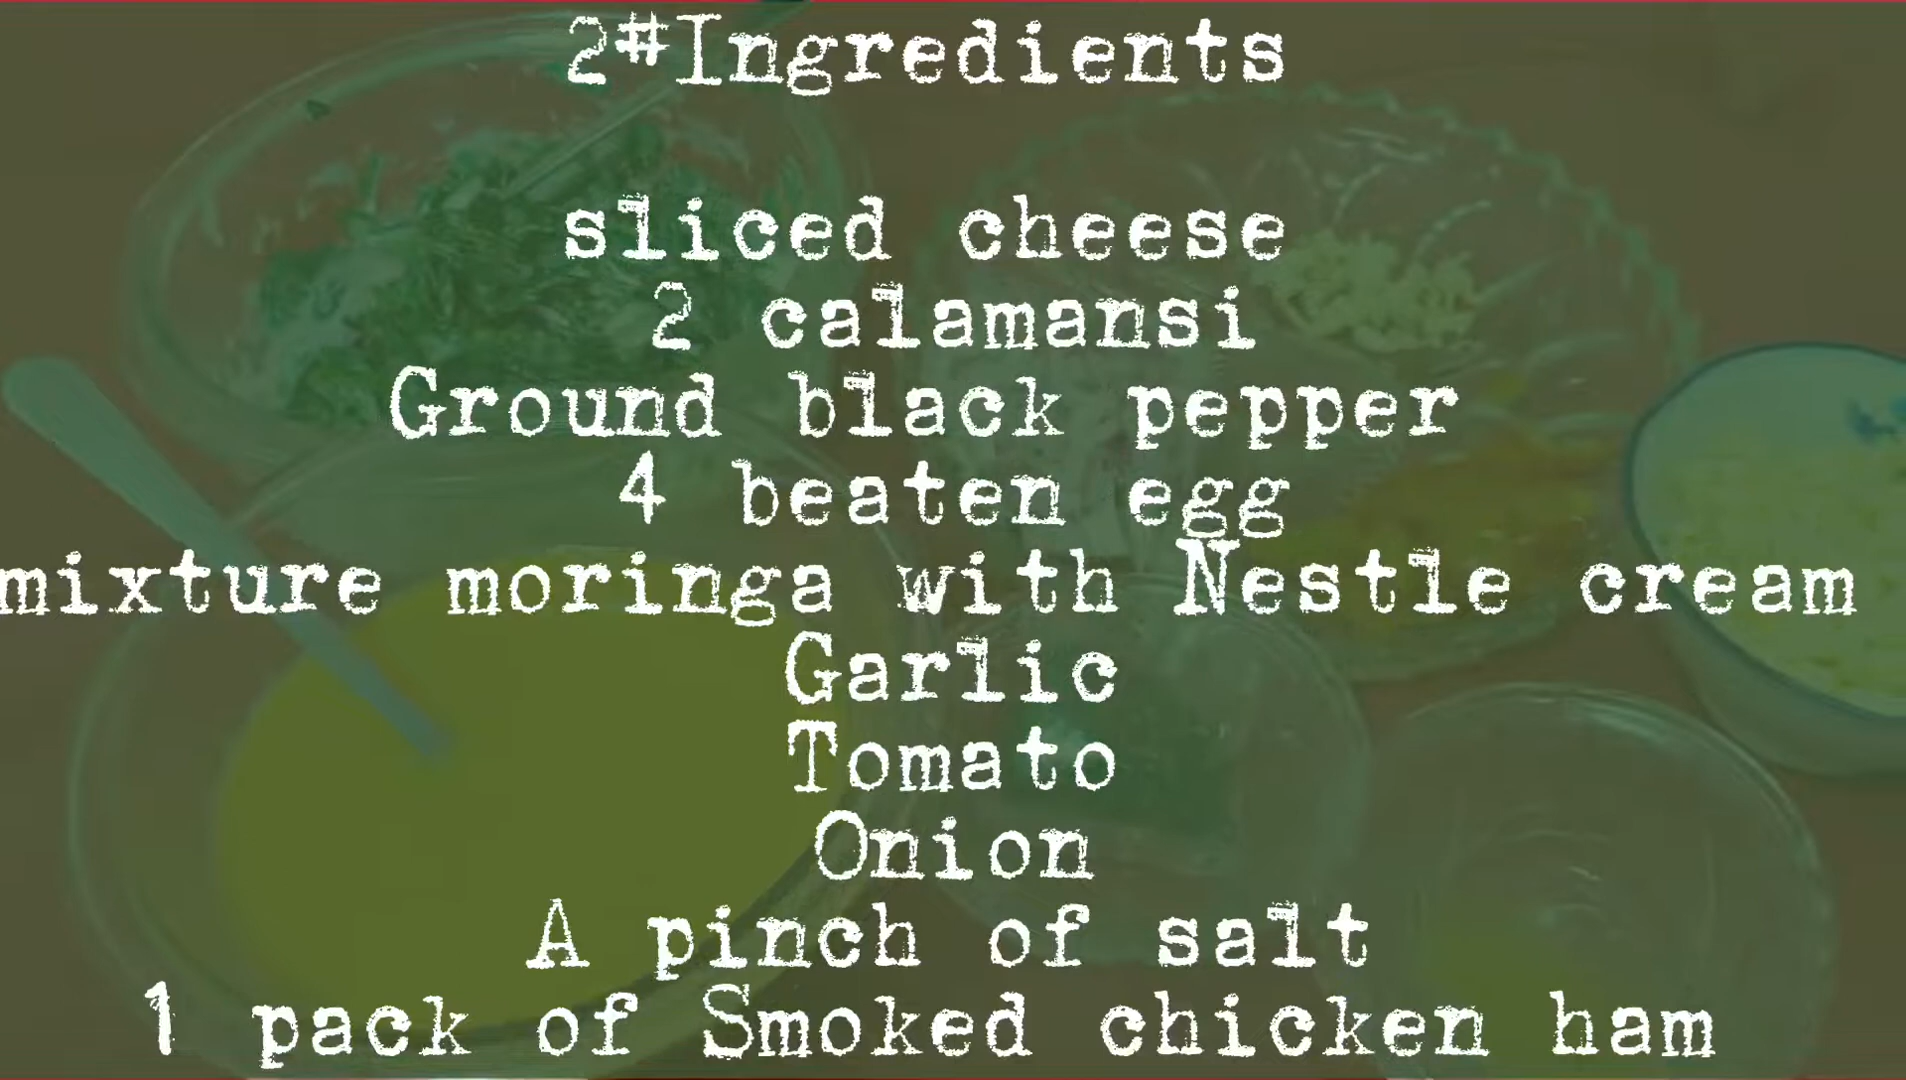 2#Ingredients
sliced cheese
2 calamansi
Ground black pepper
4 beaten egg
mixture moringa with Nestle cream
Garlic
Tomato
Onion
A pinch of salt
1 pack of Smoked chicken ham